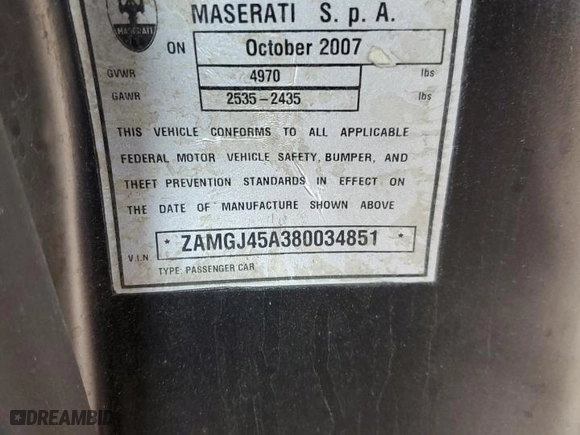 MASERATI
MASERATI S. p. A.
ON October 2007
GVWR 4970 lbs
GAWR 2535-2435 lbs
THIS VEHICLE CONFORMS TO ALL APPLICABLE
FEDERAL MOTOR VEHICLE SAFETY, BUMPER, AND
THEFT PREVENTION STANDARDS IN EFFECT ON
THE DATE OF MANUFACTURE SHOWN ABOVE
V.I.N * ZAMGJ45A380034851 *
TYPE: PASSENGER CAR
DREAMBID